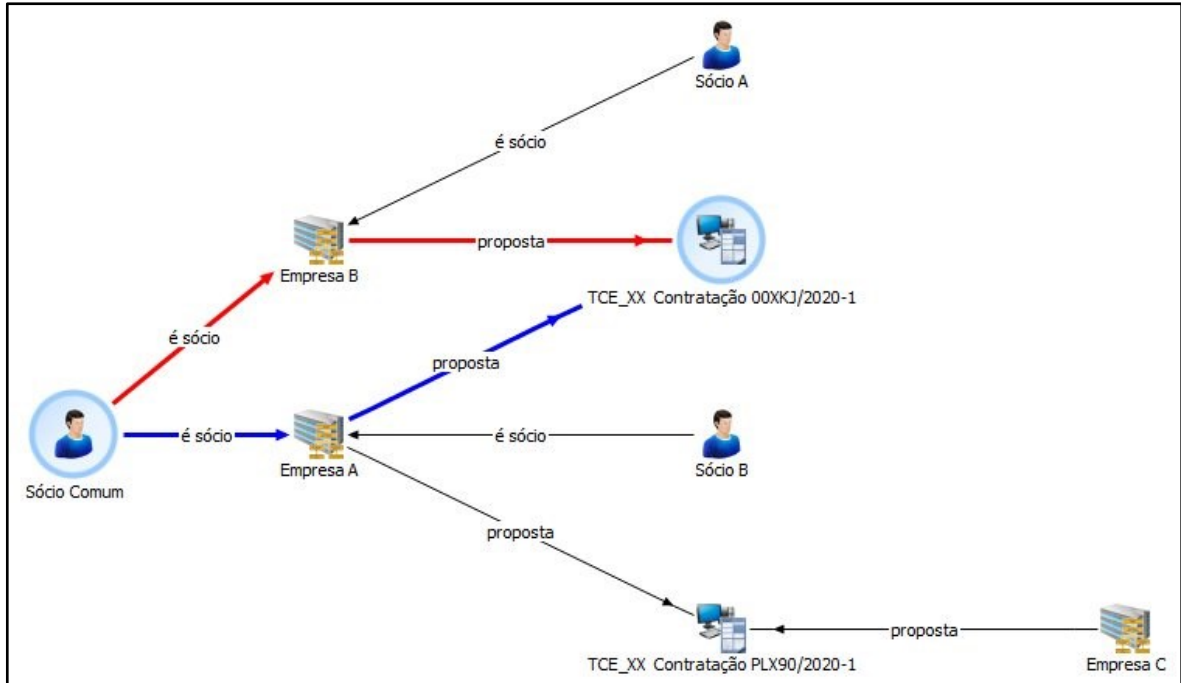 Sócio A
é sócio
proposta
Empresa B
TCE_XX Contratação 00XKJ/2020-1
é sócio
proposta
é sócio
é sócio
Empresa A
Sócio B
Sócio Comum
proposta
proposta
TCE_XX Contratação PLX90/2020-1
Empresa C